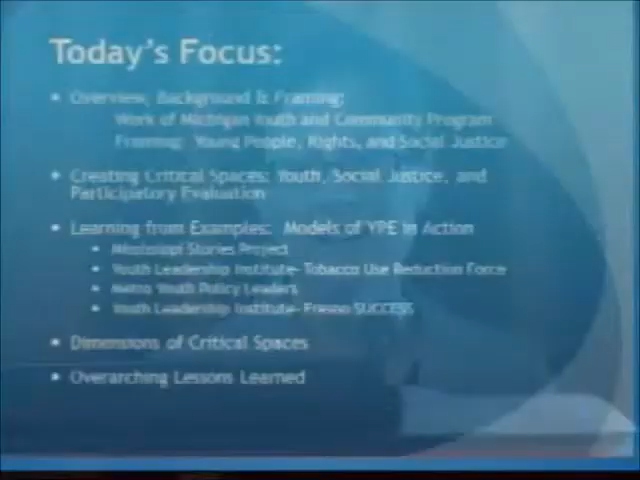 Today's Focus:
• Overview, Background & Framing:
Work of Michigan Youth and Community Program
Framing: Young People, Rights, and Social Justice
• Creating Critical Spaces: Youth, Social Justice, and
Participatory Evaluation
• Learning from Examples: Models of YPE in Action
• Mississippi Stories Project
• Youth Leadership Institute- Tobacco Use Reduction Force
• Metro Youth Policy Leaders
• Youth Leadership Institute- Fresno SUCCESS
• Dimensions of Critical Spaces
• Overarching Lessons Learned